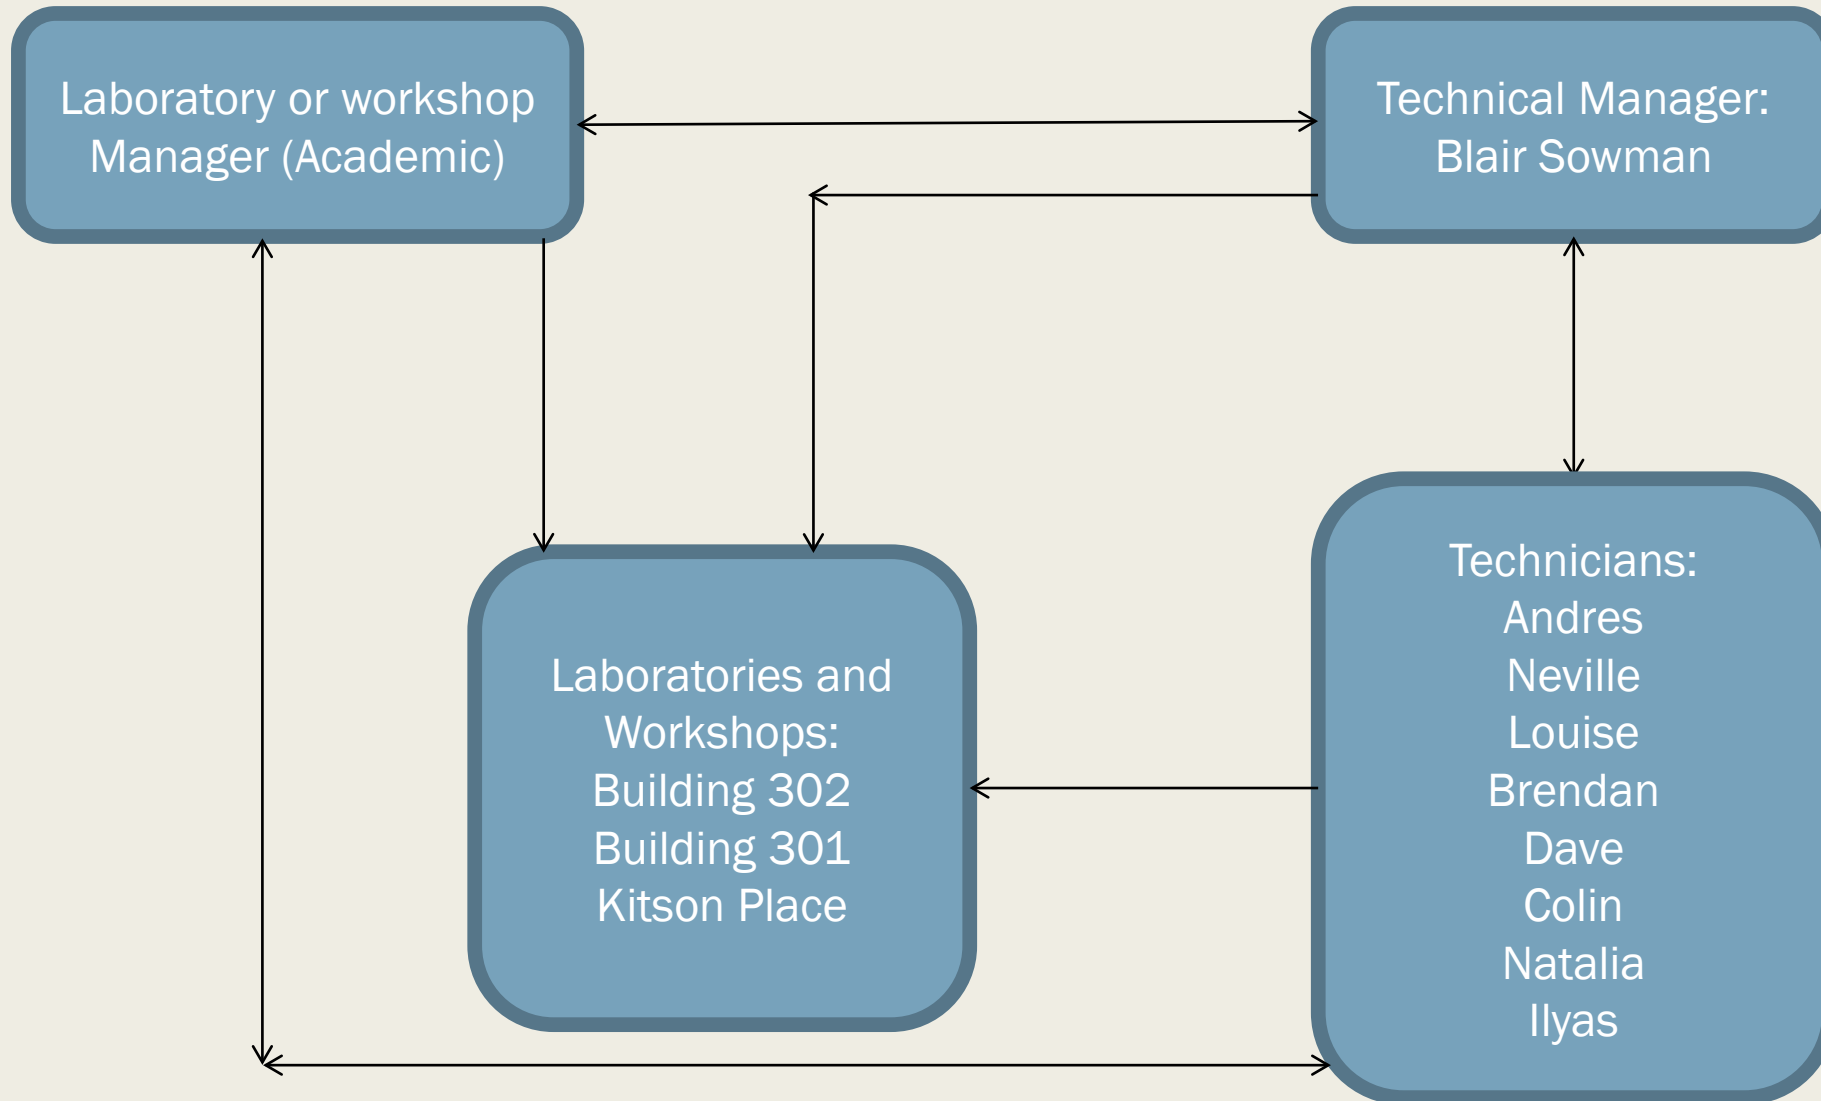 Laboratory or workshop
Manager (Academic)
Technical Manager:
Blair Sowman
Laboratories and
Workshops:
Building 302
Building 301
Kitson Place
Technicians:
Andres
Neville
Louise
Brendan
Dave
Colin
Natalia
Ilyas